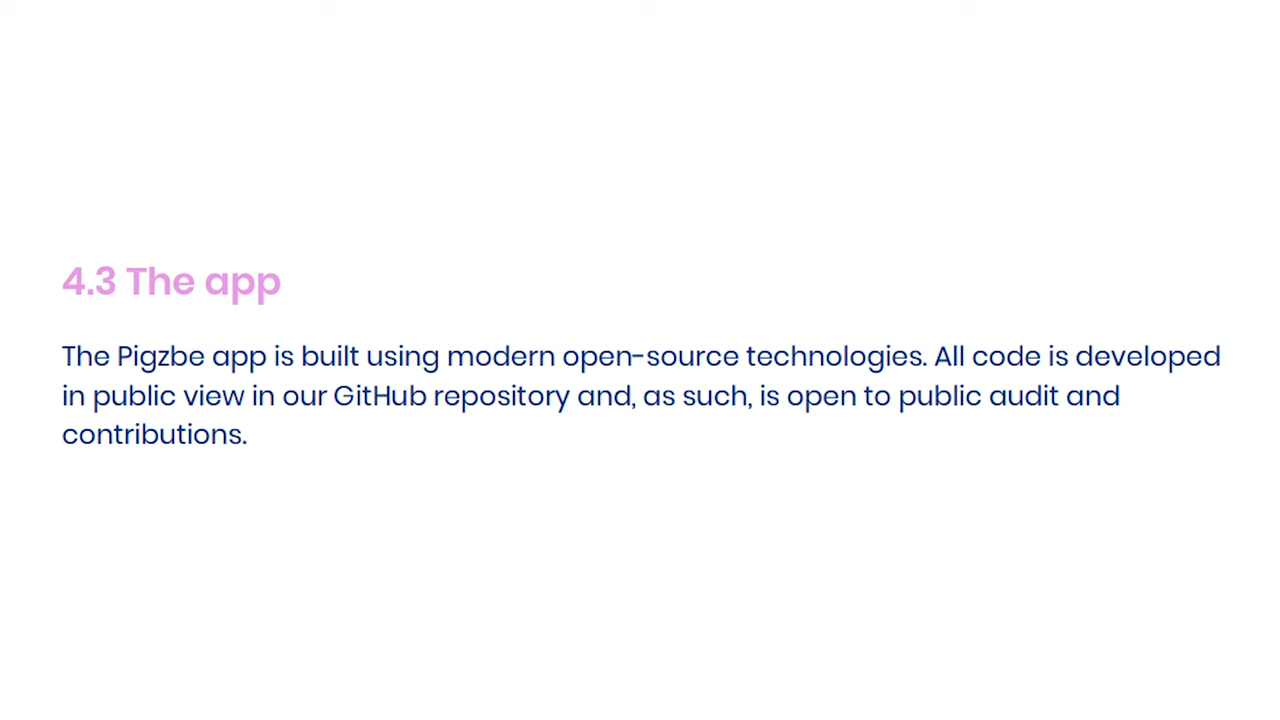 4.3 The app
The Pigzbe app is built using modern open-source technologies. All code is developed
in public view in our GitHub repository and, as such, is open to public audit and
contributions.